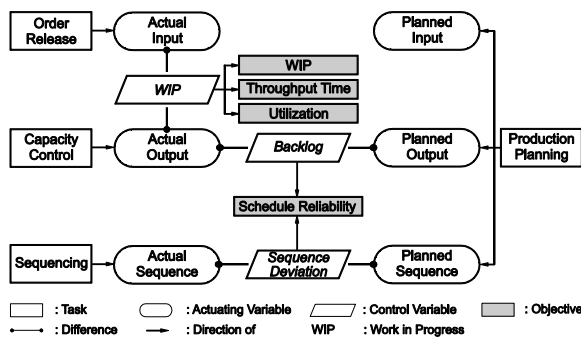 Order
Release
Actual
Input
Planned
Input
WIP
WIP
Throughput Time
Utilization
Capacity
Control
Actual
Output
Backlog
Planned
Output
Production
Planning
Schedule Reliability
Sequencing
Actual
Sequence
Sequence
Deviation
Planned
Sequence
: Task
: Actuating Variable
: Control Variable
: Objective
: Difference
: Direction of
WIP : Work in Progress